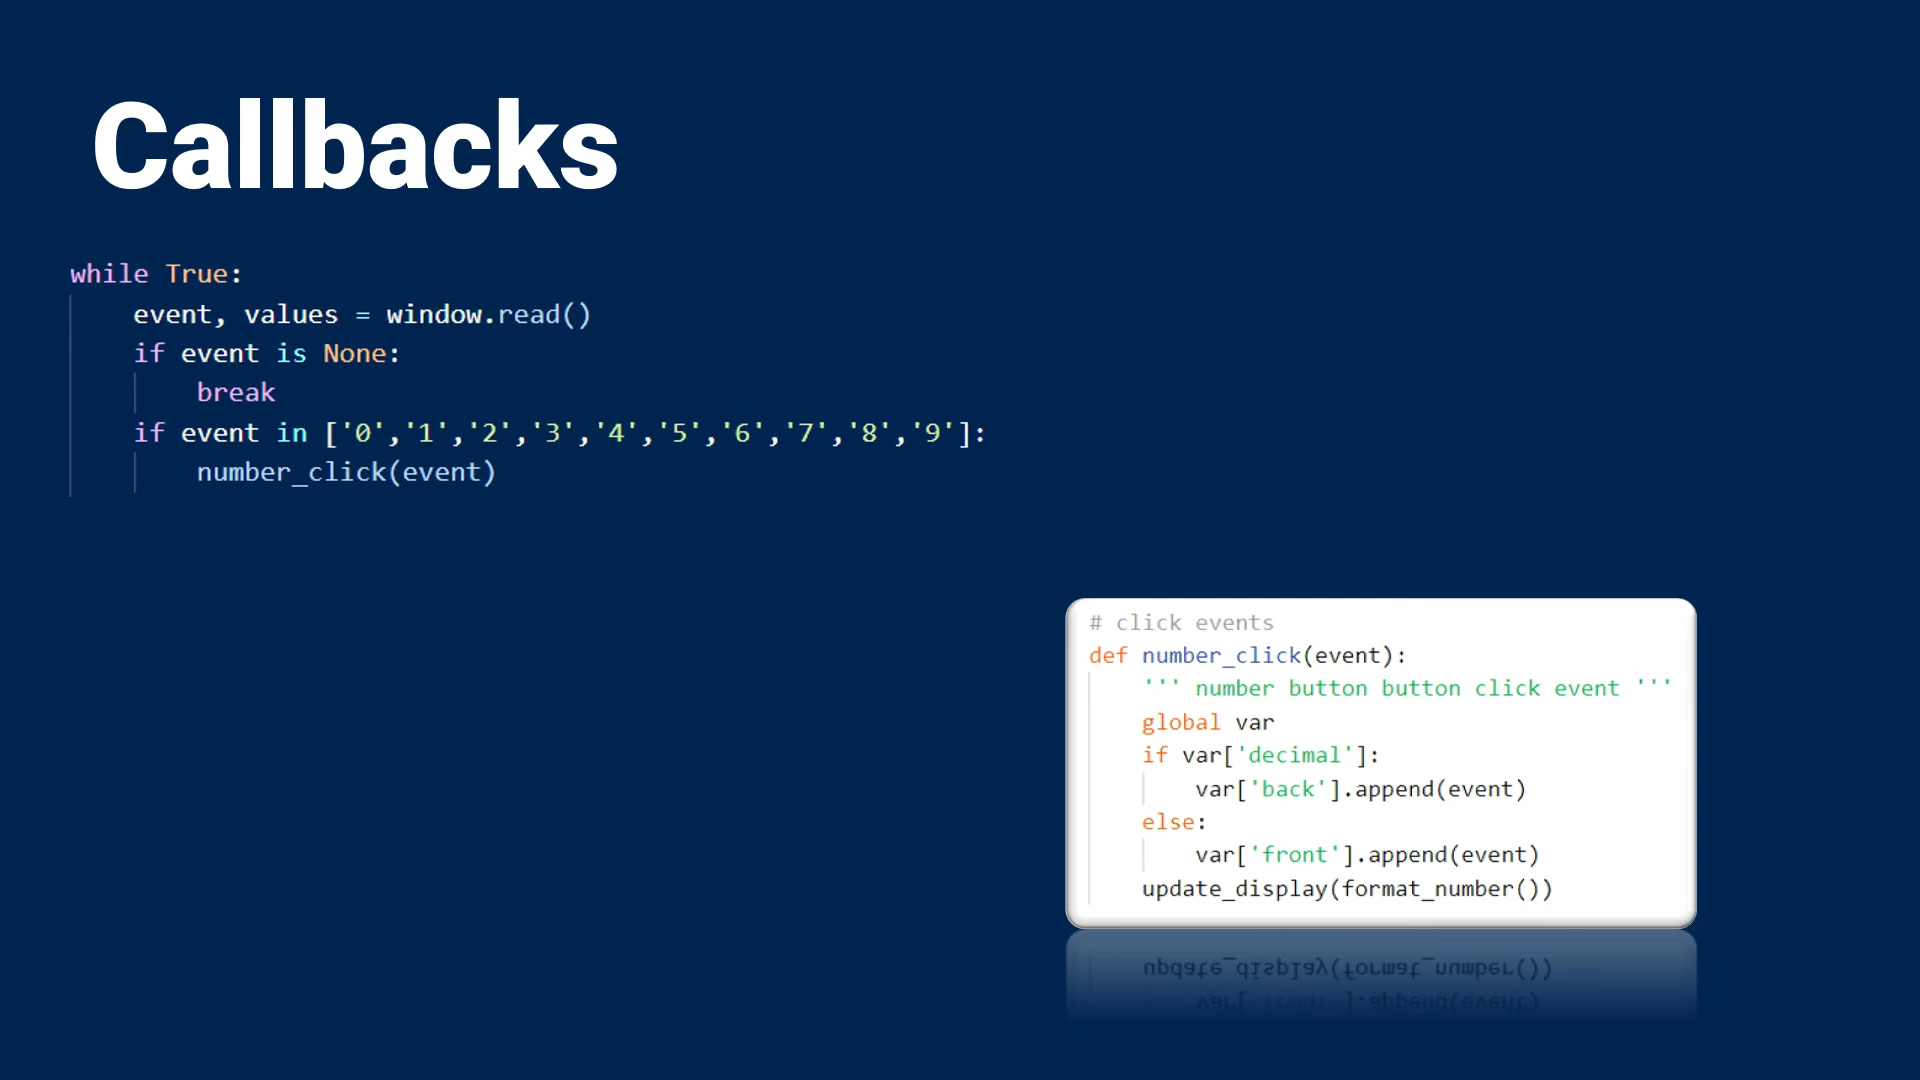 Callbacks
while True:
    event, values = window.read()
    if event is None:
        break
    if event in ['0','1','2','3','4','5','6','7','8','9']:
        number_click(event)
# click events
def number_click(event):
    ''' number button button click event '''
    global var
    if var['decimal']:
        var['back'].append(event)
    else:
        var['front'].append(event)
    update_display(format_number())